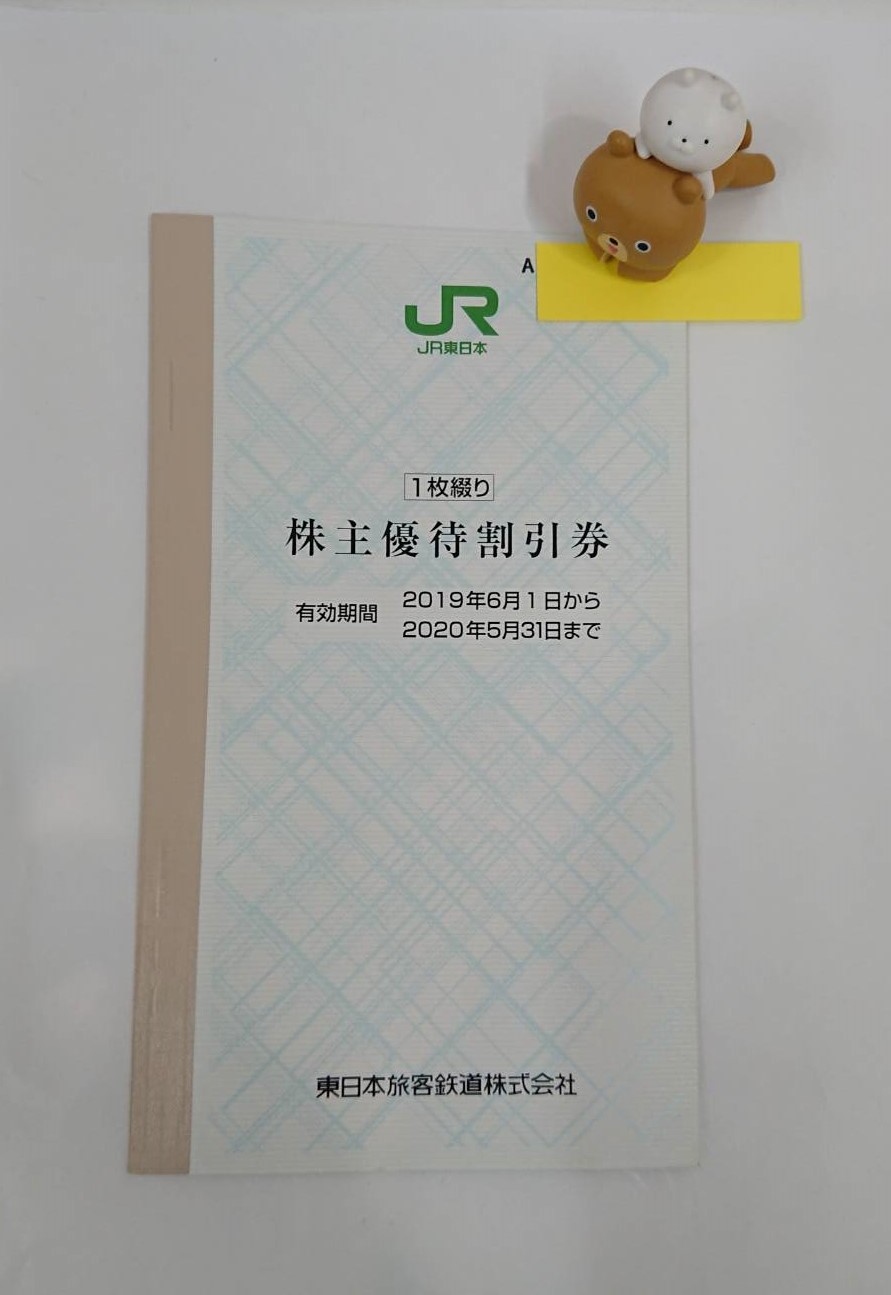 A
JR
JR東日本
1枚綴り
株主優待割引券
有効期間
2019年6月1日から
2020年5月31日まで
東日本旅客鉄道株式会社